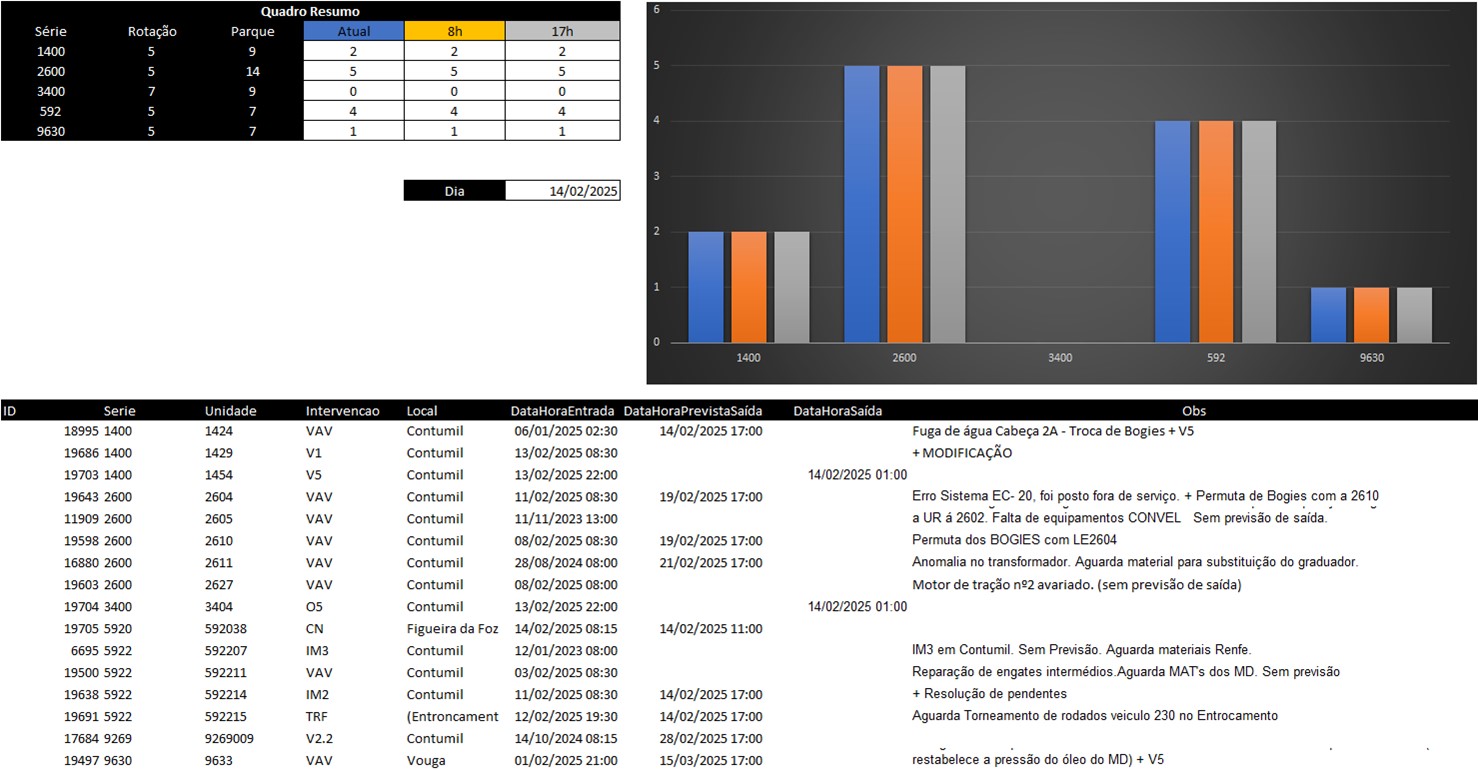 Quadro Resumo
Série Rotação Parque Atual 8h 17h
1400 5 9 2 2 2
2600 5 14 5 5 5
3400 7 9 0 0 0
592 5 7 4 4 4
9630 5 7 1 1 1
Dia 14/02/2025
6
5
4
3
2
1
0
1400 2600 3400 592 9630
ID Serie Unidade Intervencao Local DataHoraEntrada DataHoraPrevistaSaída DataHoraSaída Obs
18995 1400 1424 VAV Contumil 06/01/2025 02:30 14/02/2025 17:00 Fuga de água Cabeça 2A - Troca de Bogies + V5
19686 1400 1429 V1 Contumil 13/02/2025 08:30 + MODIFICAÇÃO
19703 1400 1454 V5 Contumil 13/02/2025 22:00 14/02/2025 01:00
19643 2600 2604 VAV Contumil 11/02/2025 08:30 19/02/2025 17:00 Erro Sistema EC- 20, foi posto fora de serviço. + Permuta de Bogies com a 2610
11909 2600 2605 VAV Contumil 11/11/2023 13:00 a UR á 2602. Falta de equipamentos CONVEL Sem previsão de saída.
19598 2600 2610 VAV Contumil 08/02/2025 08:30 19/02/2025 17:00 Permuta dos BOGIES com LE2604
16880 2600 2611 VAV Contumil 28/08/2024 08:00 21/02/2025 17:00 Anomalia no transformador. Aguarda material para substituição do graduador.
19603 2600 2627 VAV Contumil 08/02/2025 08:00 Motor de tração nº2 avariado. (sem previsão de saída)
19704 3400 3404 O5 Contumil 13/02/2025 22:00 14/02/2025 01:00
19705 5920 592038 CN Figueira da Foz 14/02/2025 08:15 14/02/2025 11:00
6695 5922 592207 IM3 Contumil 12/01/2023 08:00 IM3 em Contumil. Sem Previsão. Aguarda materiais Renfe.
19500 5922 592211 VAV Contumil 03/02/2025 08:30 Reparação de engates intermédios.Aguarda MAT's dos MD. Sem previsão
19638 5922 592214 IM2 Contumil 11/02/2025 08:30 14/02/2025 17:00 + Resolução de pendentes
19691 5922 592215 TRF (Entroncament 12/02/2025 19:30 14/02/2025 17:00 Aguarda Torneamento de rodados veiculo 230 no Entrocamento
17684 9269 9269009 V2.2 Contumil 14/10/2024 08:15 28/02/2025 17:00
19497 9630 9633 VAV Vouga 01/02/2025 21:00 15/03/2025 17:00 restabelece a pressão do óleo do MD) + V5